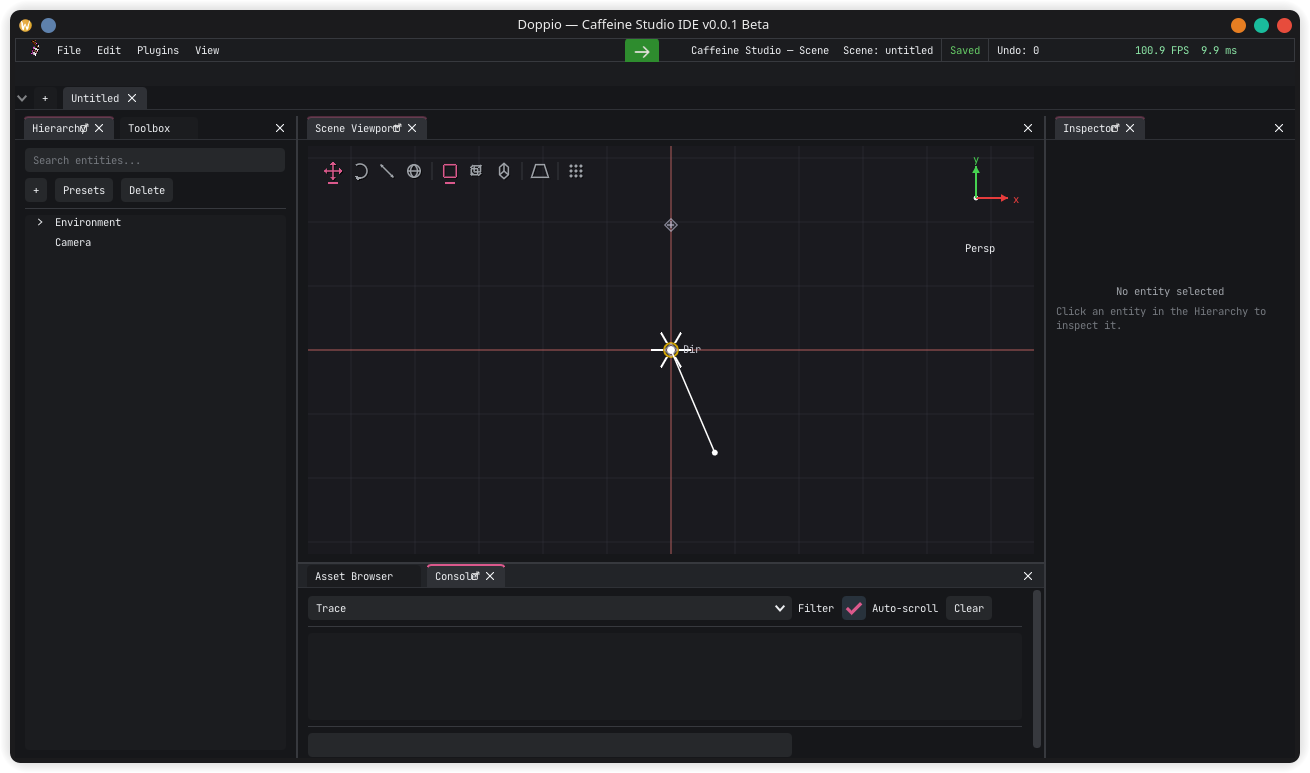 Doppio — Caffeine Studio IDE v0.0.1 Beta
File Edit Plugins View
Caffeine Studio — Scene Scene: untitled Saved Undo: 0 100.9 FPS 9.9 ms
+ Untitled
Hierarchy Toolbox
Scene Viewport
Inspector
Search entities...
+ Presets Delete
Environment
Camera
y
x
Persp
Dir
No entity selected
Click an entity in the Hierarchy to
inspect it.
Asset Browser Console
Trace Filter Auto-scroll Clear